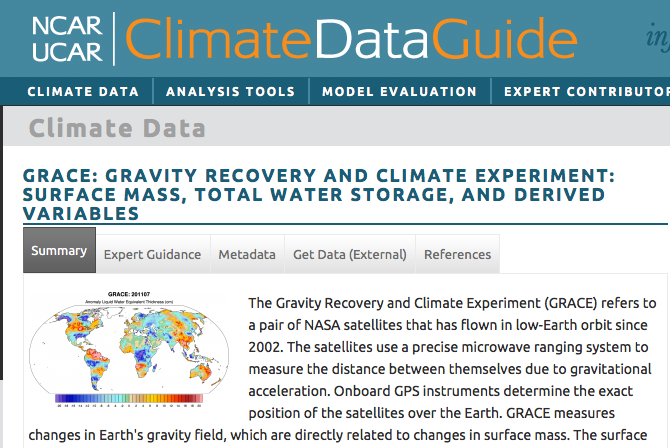 NCAR
UCAR
ClimateDataGuide
CLIMATE DATA
ANALYSIS TOOLS
MODEL EVALUATION
EXPERT CONTRIBUTOR
Climate Data
GRACE: GRAVITY RECOVERY AND CLIMATE EXPERIMENT:
SURFACE MASS, TOTAL WATER STORAGE, AND DERIVED
VARIABLES
Summary
Expert Guidance
Metadata
Get Data (External)
References
GRACE: 201107
Anomaly Liquid Water Equivalent Thickness (cm)
The Gravity Recovery and Climate Experiment (GRACE) refers to
a pair of NASA satellites that has flown in low-Earth orbit since
2002. The satellites use a precise microwave ranging system to
measure the distance between themselves due to gravitational
acceleration. Onboard GPS instruments determine the exact
position of the satellites over the Earth. GRACE measures
changes in Earth's gravity field, which are directly related to changes in surface mass. The surface